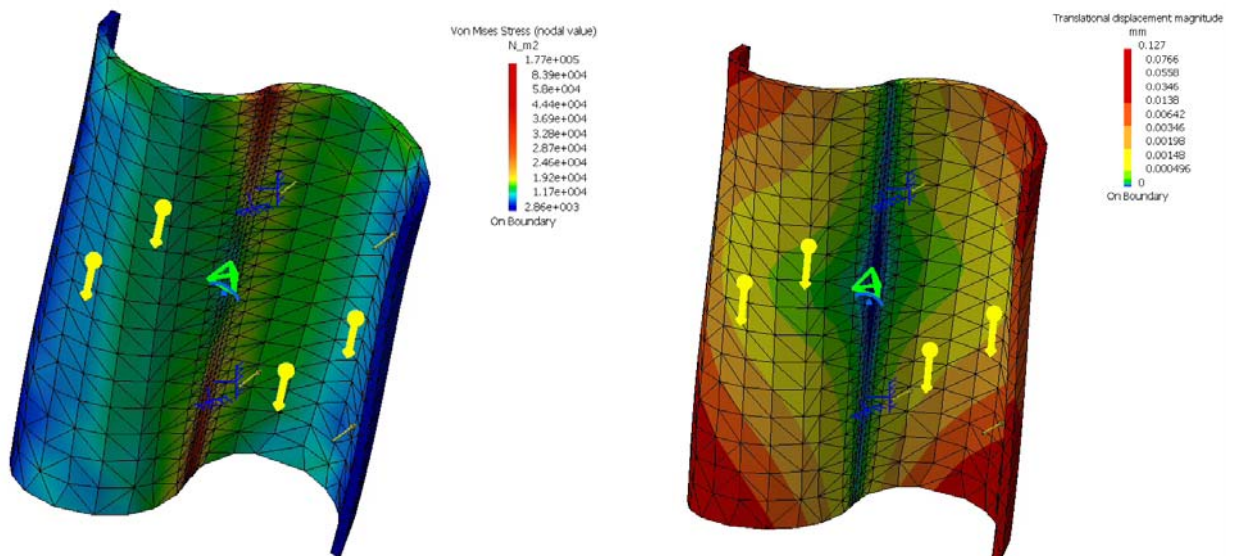 Von Mises Stress (nodal value)
N_m2
1.77e+005
8.39e+004
5.8e+004
4.44e+004
3.69e+004
3.28e+004
2.87e+004
2.46e+004
1.92e+004
1.17e+004
2.86e+003
On Boundary
Translational displacement magnitude
mm
0.127
0.0766
0.0558
0.0346
0.0138
0.00642
0.00346
0.00198
0.00148
0.000496
0
On Boundary